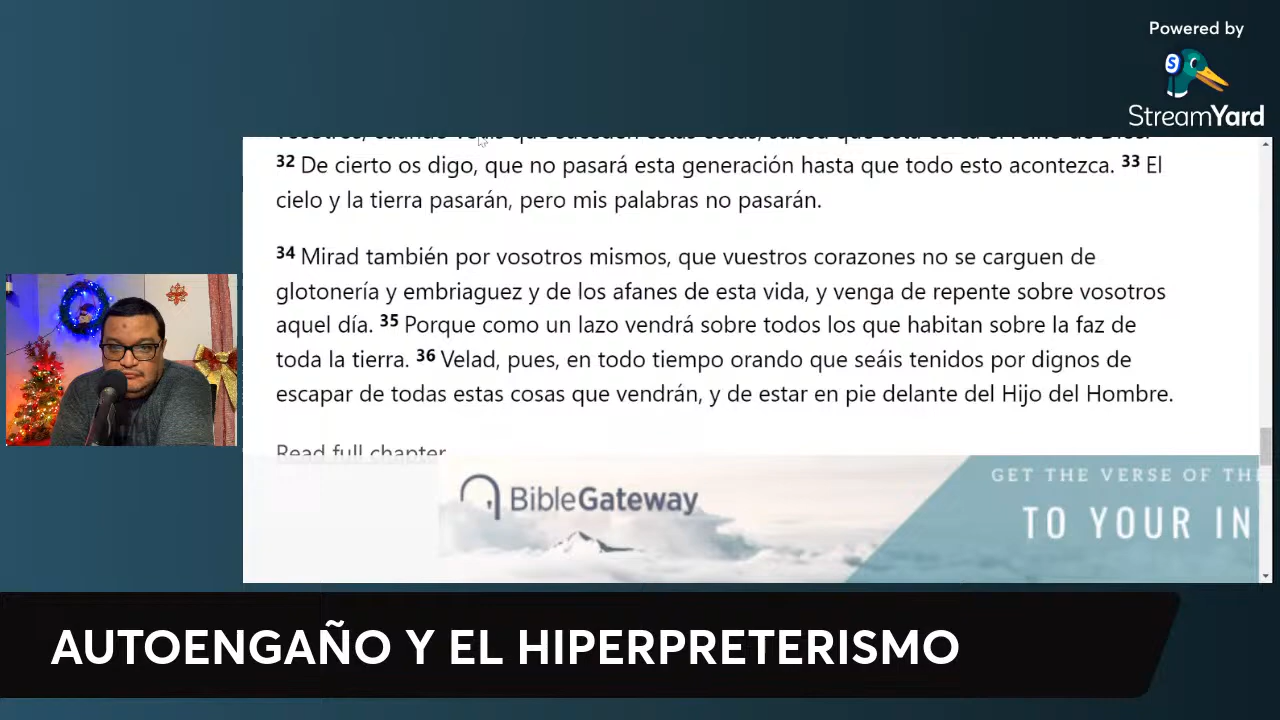 Powered by
StreamYard
32 De cierto os digo, que no pasará esta generación hasta que todo esto acontezca. 33 El
cielo y la tierra pasarán, pero mis palabras no pasarán.
34 Mirad también por vosotros mismos, que vuestros corazones no se carguen de
glotonería y embriaguez y de los afanes de esta vida, y venga de repente sobre vosotros
aquel día. 35 Porque como un lazo vendrá sobre todos los que habitan sobre la faz de
toda la tierra. 36 Velad, pues, en todo tiempo orando que seáis tenidos por dignos de
escapar de todas estas cosas que vendrán, y de estar en pie delante del Hijo del Hombre.
Read full chapter
GET THE VERSE OF
BibleGateway
TO YOUR IN
AUTOENGAÑO Y EL HIPERPRETERISMO